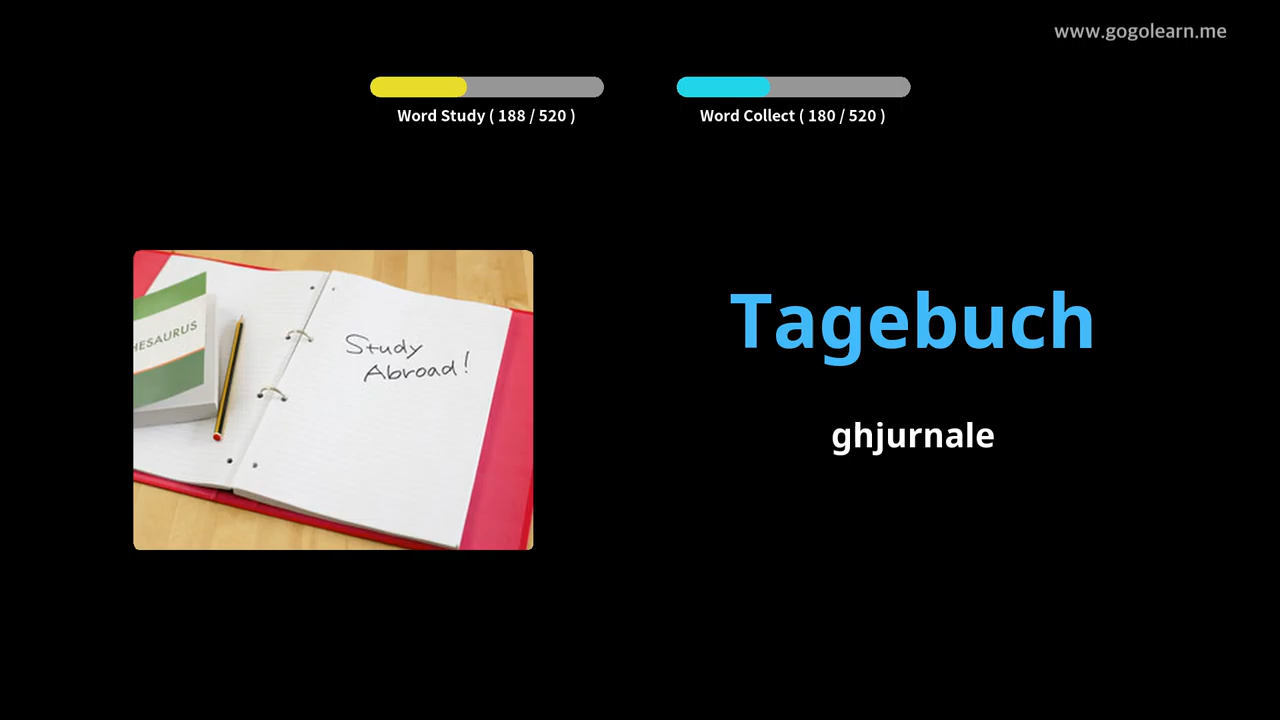 www.gogolearn.me
Word Study ( 188 / 520 )
Word Collect ( 180 / 520 )
HESAURUS
Study
Abroad!
Tagebuch
ghjurnale